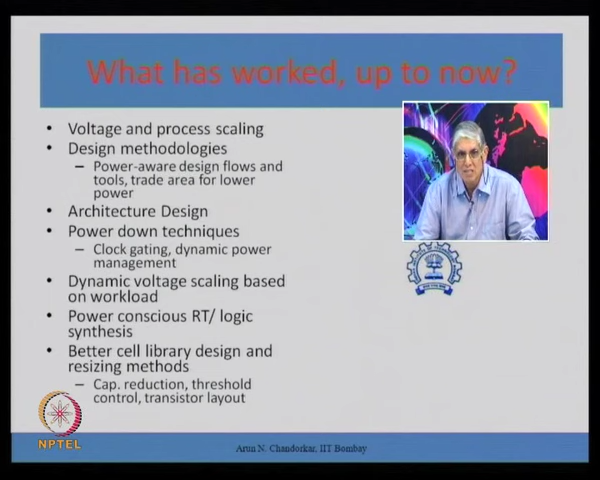 What has worked, up to now?
• Voltage and process scaling
• Design methodologies
– Power-aware design flows and
tools, trade area for lower
power
• Architecture Design
• Power down techniques
– Clock gating, dynamic power
management
• Dynamic voltage scaling based
on workload
• Power conscious RT/ logic
synthesis
• Better cell library design and
resizing methods
– Cap. reduction, threshold
control, transistor layout
NPTEL
Arun N. Chandorkar, IIT Bombay